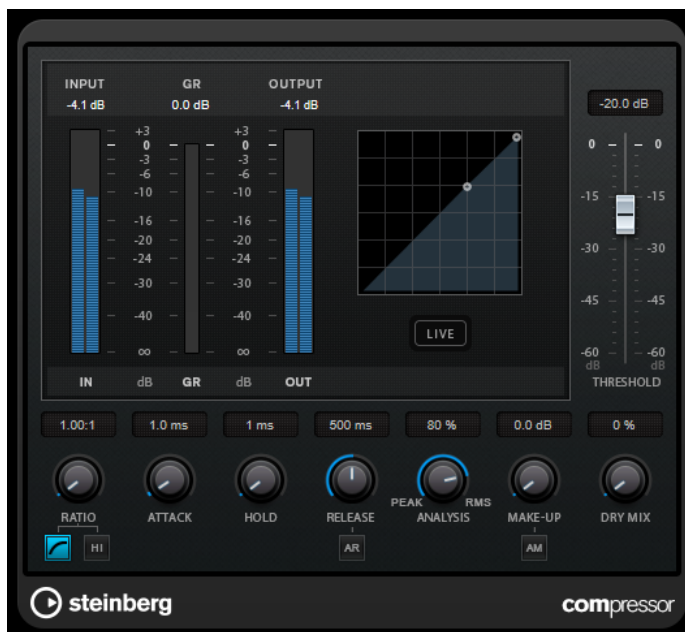 INPUT GR OUTPUT
-4.1 dB 0.0 dB -4.1 dB
-20.0 dB
+3 +3
0 0
-3 -3
-6 -6
-10 -10
-16 -16
-20 -20
-24 -24
-30 -30
-40 -40
∞ ∞
IN dB GR dB OUT
LIVE
0 0
-15 -15
-30 -30
-45 -45
-60 -60
dB dB
THRESHOLD
1.00:1 1.0 ms 1 ms 500 ms 80 % 0.0 dB 0 %
PEAK RMS
RATIO ATTACK HOLD RELEASE ANALYSIS MAKE-UP DRY MIX
HI AR AM
steinberg compressor